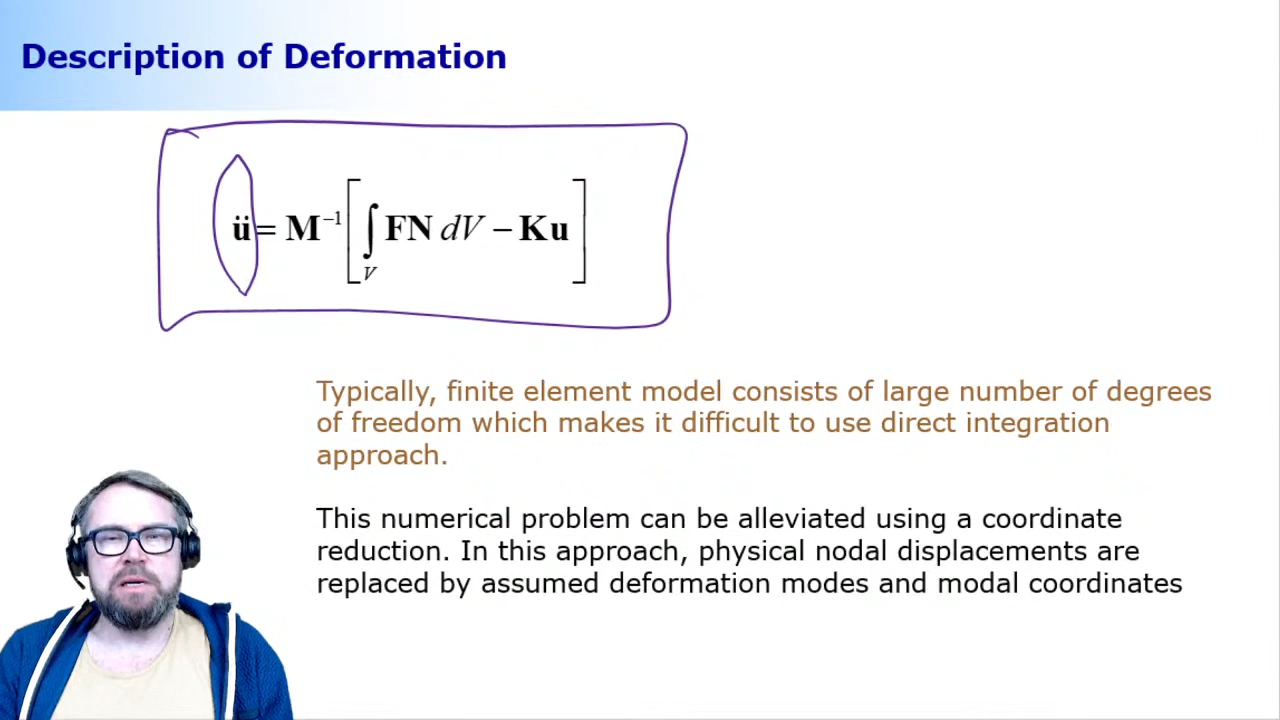 Description of Deformation
ü = M⁻¹ [ ∫_V FN dV − Ku ]
Typically, finite element model consists of large number of degrees
of freedom which makes it difficult to use direct integration
approach.
This numerical problem can be alleviated using a coordinate
reduction. In this approach, physical nodal displacements are
replaced by assumed deformation modes and modal coordinates